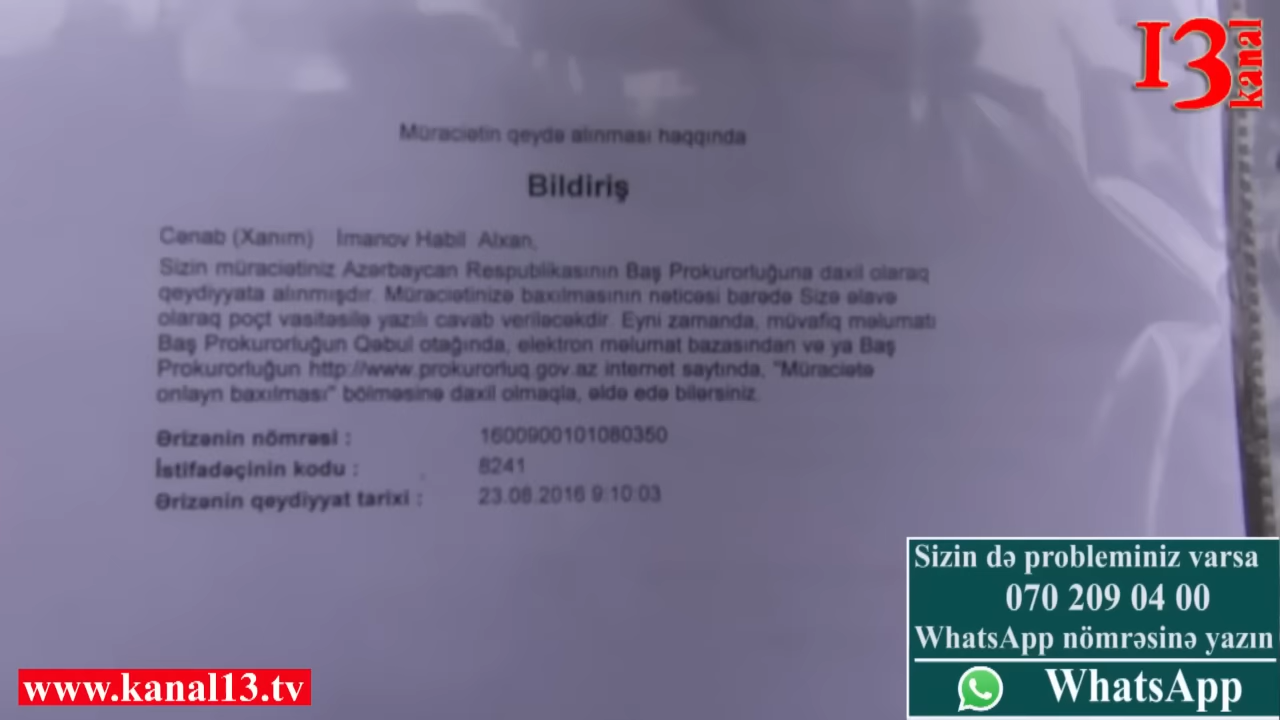 13 kanal
Müraciətin qeydə alınması haqqında
Bildiriş
Cənab (Xanım) İmanov Habil Alxan,
Sizin müraciətiniz Azərbaycan Respublikasının Baş Prokurorluğuna daxil olaraq
qeydiyyata alınmışdır. Müraciətinizə baxılmasının nəticəsi barədə Sizə əlavə
olaraq poçt vasitəsilə yazılı cavab veriləcəkdir. Eyni zamanda, müvafiq məlumatı
Baş Prokurorluğun Qəbul otağında, elektron məlumat bazasından və ya Baş
Prokurorluğun http://www.prokurorluq.gov.az internet saytında, "Müraciətə
onlayn baxılması" bölməsinə daxil olmaqla, əldə edə bilərsiniz.
Ərizənin nömrəsi : 1600900101080350
İstifadəçinin kodu : 8241
Ərizənin qeydiyyat tarixi : 23.08.2016 9:10:03
Sizin də probleminiz varsa
070 209 04 00
WhatsApp nömrəsinə yazın
WhatsApp
www.kanal13.tv